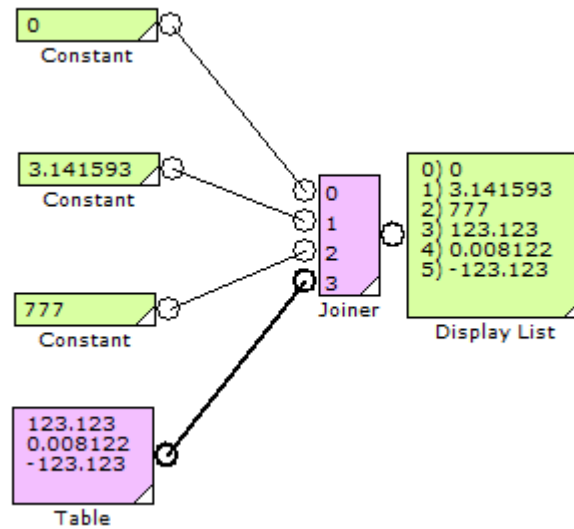 0
Constant
3.141593
Constant
777
Constant
123.123
0.008122
-123.123
Table
0
1
2
3
Joiner
0) 0
1) 3.141593
2) 777
3) 123.123
4) 0.008122
5) -123.123
Display List